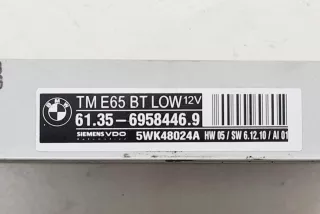 BMW
TM E65 BT LOW 12V
61.35-6958446.9
SIEMENS VDO 5WK48024A HW 05 / SW 6.12.10 / AI 01